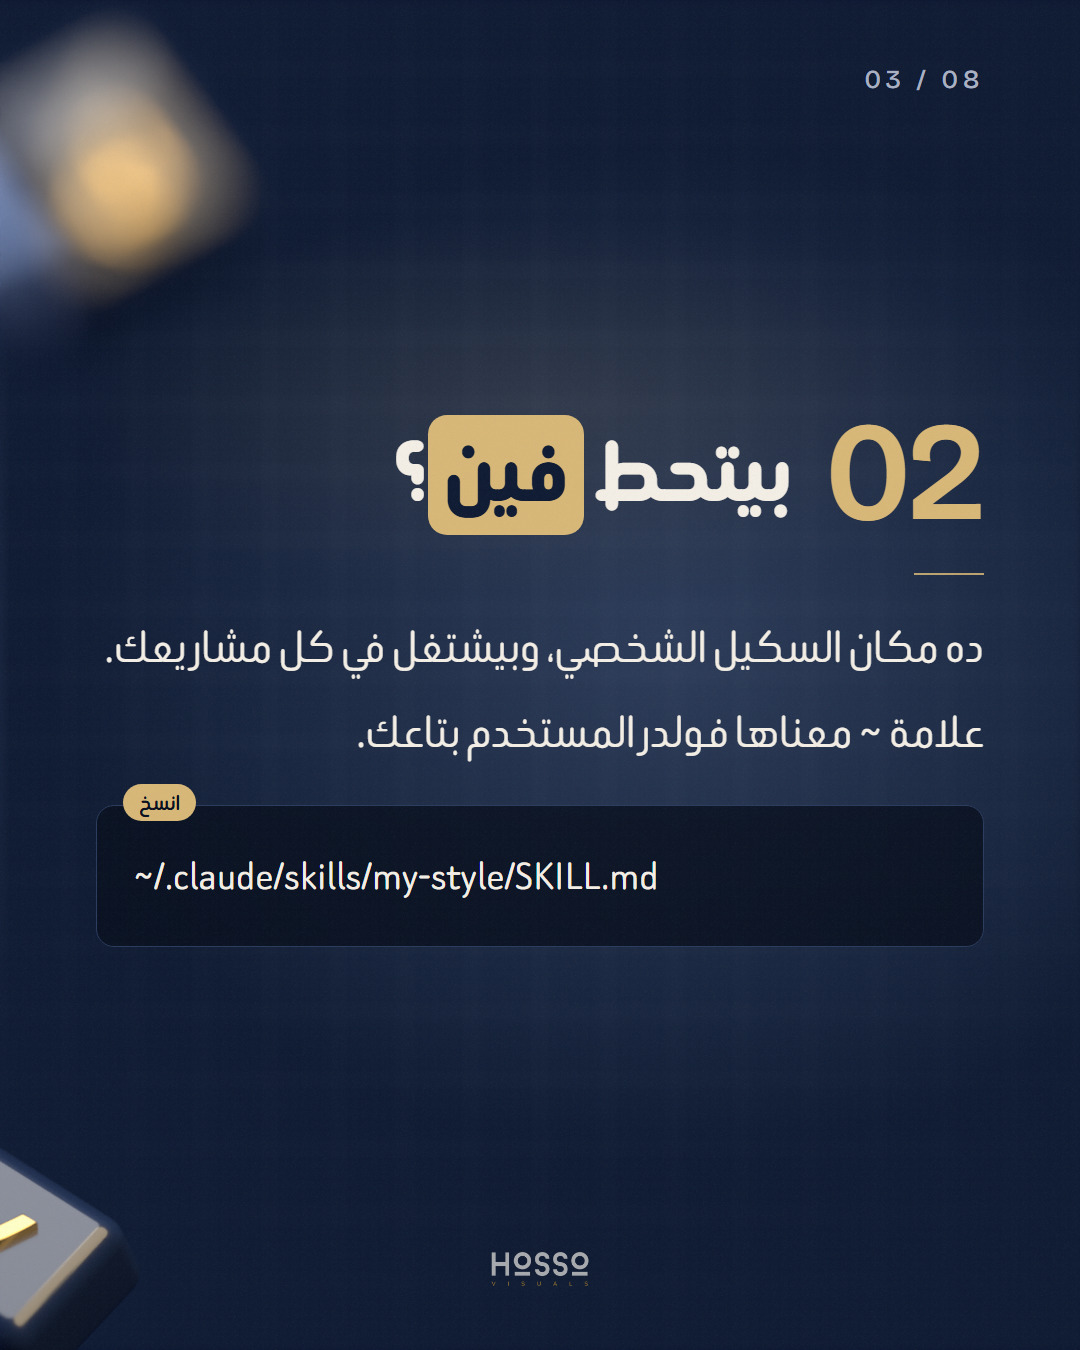 03 / 08
02 بيتحط فين؟
ده مكان السكيل الشخصي، وبيشتغل في كل مشاريعك.
علامة ~ معناها فولدر المستخدم بتاعك.
انسخ
~/.claude/skills/my-style/SKILL.md
HOSSO
VISUALS